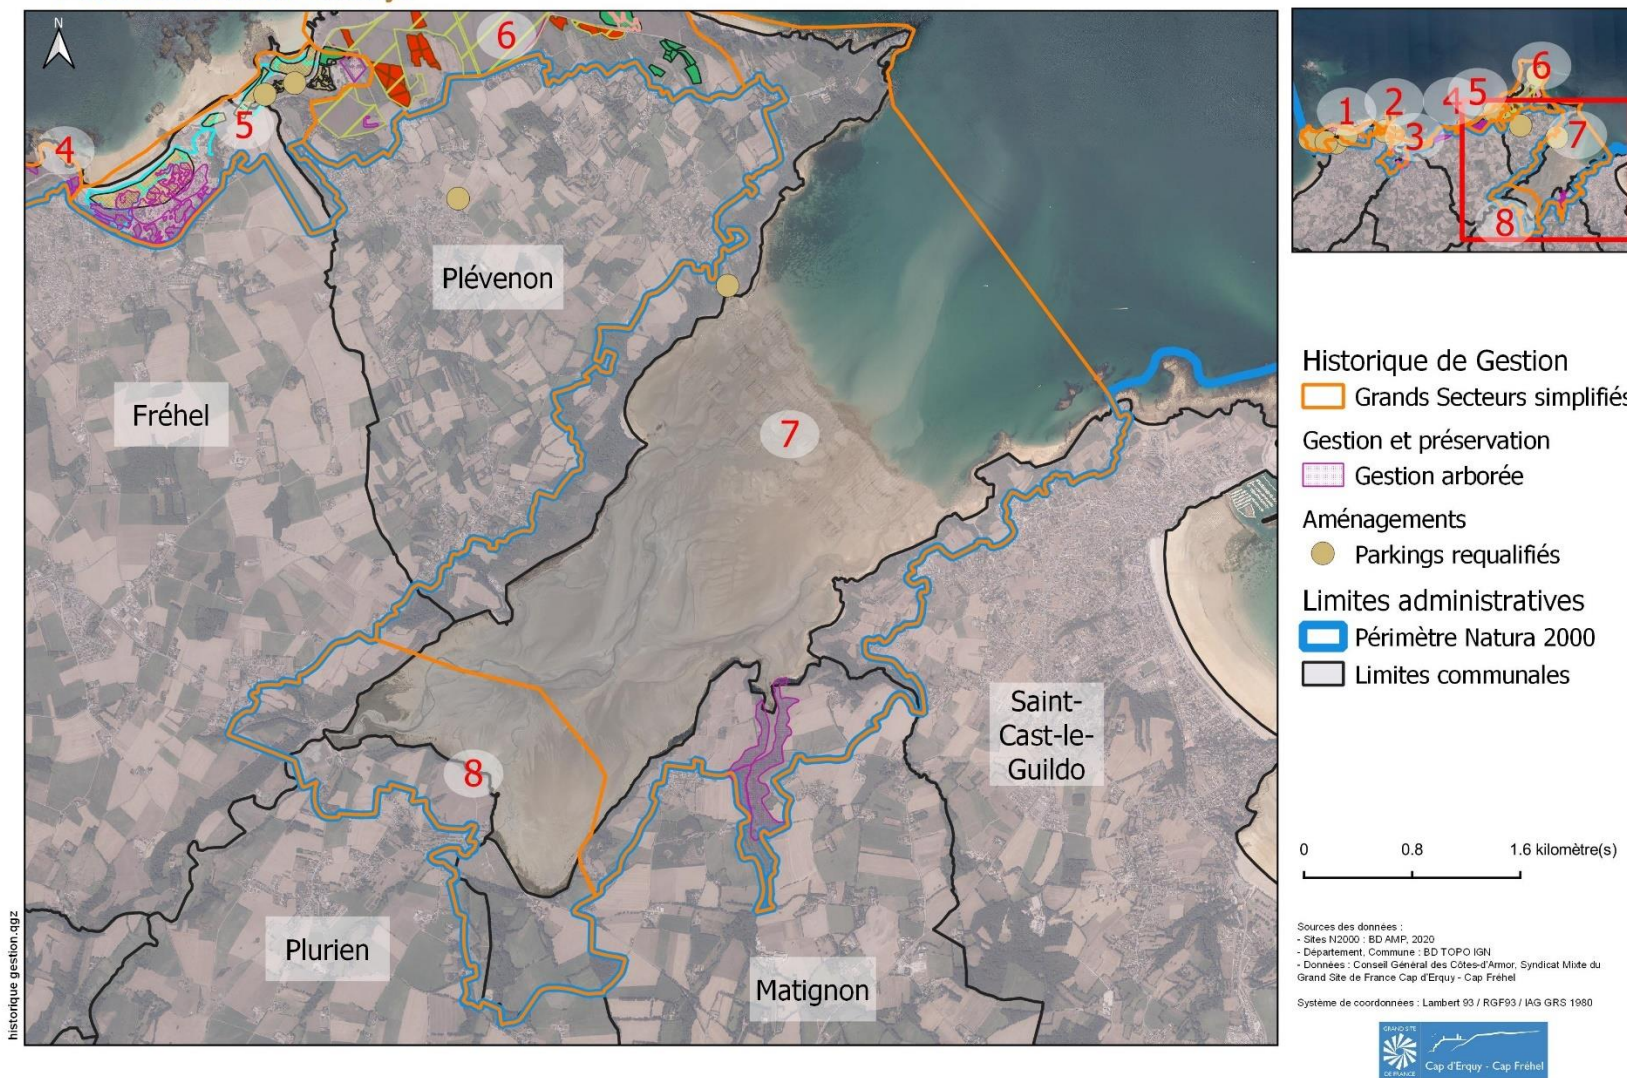 N
4
5
6
7
8
Plévenon
Fréhel
Saint-
Cast-le-
Guildo
Plurien
Matignon
historique gestion.qgz
1
2
3
4
5
6
7
8
Historique de Gestion
Grands Secteurs simplifiés
Gestion et préservation
Gestion arborée
Aménagements
Parkings requalifiés
Limites administratives
Périmètre Natura 2000
Limites communales
0 0.8 1.6 kilomètre(s)
Sources des données :
- Sites N2000 : BD AMP, 2020
- Département, Commune : BD TOPO IGN
- Données : Conseil Général des Côtes-d'Armor, Syndicat Mixte du
Grand Site de France Cap d'Erquy - Cap Fréhel
Système de coordonnées : Lambert 93 / RGF93 / IAG GRS 1980
GRAND SITE
DE FRANCE
Cap d'Erquy - Cap Fréhel